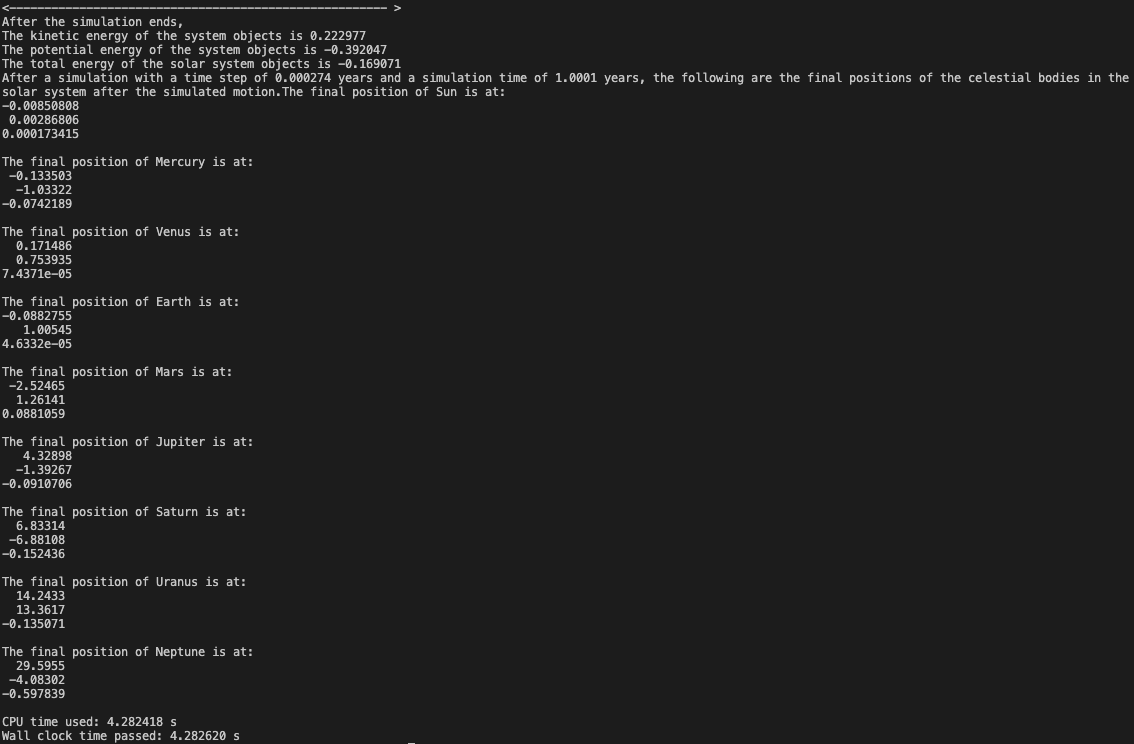 <------------------------------------------------------ >
After the simulation ends,
The kinetic energy of the system objects is 0.222977
The potential energy of the system objects is -0.392047
The total energy of the solar system objects is -0.169071
After a simulation with a time step of 0.000274 years and a simulation time of 1.0001 years, the following are the final positions of the celestial bodies in the
solar system after the simulated motion.The final position of Sun is at:
-0.00850808
0.00286806
0.000173415
The final position of Mercury is at:
-0.133503
-1.03322
-0.0742189
The final position of Venus is at:
0.171486
0.753935
7.4371e-05
The final position of Earth is at:
-0.0882755
1.00545
4.6332e-05
The final position of Mars is at:
-2.52465
1.26141
0.0881059
The final position of Jupiter is at:
4.32898
-1.39267
-0.0910706
The final position of Saturn is at:
6.83314
-6.88108
-0.152436
The final position of Uranus is at:
14.2433
13.3617
-0.135071
The final position of Neptune is at:
29.5955
-4.08302
-0.597839
CPU time used: 4.282418 s
Wall clock time passed: 4.282620 s